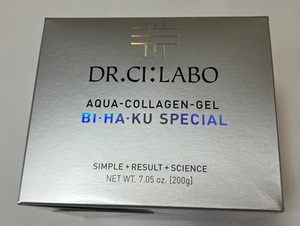 DR.CI:LABO
AQUA-COLLAGEN-GEL
BI·HA·KU SPECIAL
SIMPLE+RESULT+SCIENCE
NET WT. 7.05 oz. [200g]